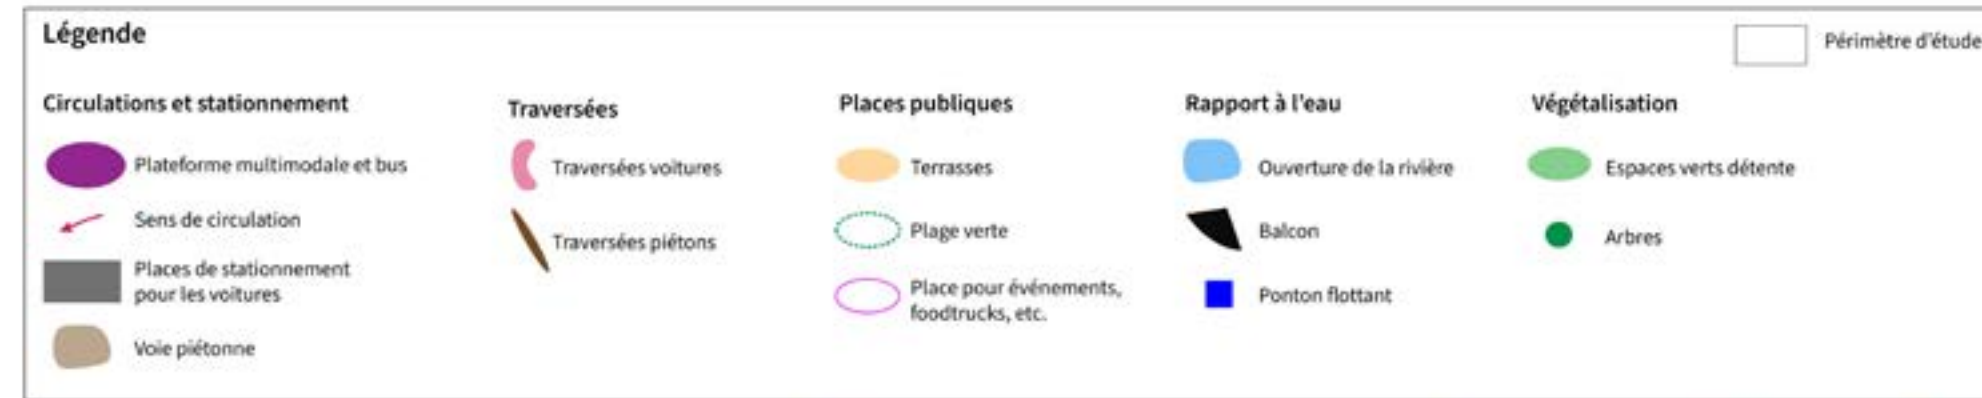 Légende
Périmètre d'étude
Circulations et stationnement
Plateforme multimodale et bus
Sens de circulation
Places de stationnement
pour les voitures
Voie piétonne
Traversées
Traversées voitures
Traversées piétons
Places publiques
Terrasses
Plage verte
Place pour événements,
foodtrucks, etc.
Rapport à l'eau
Ouverture de la rivière
Balcon
Ponton flottant
Végétalisation
Espaces verts détente
Arbres